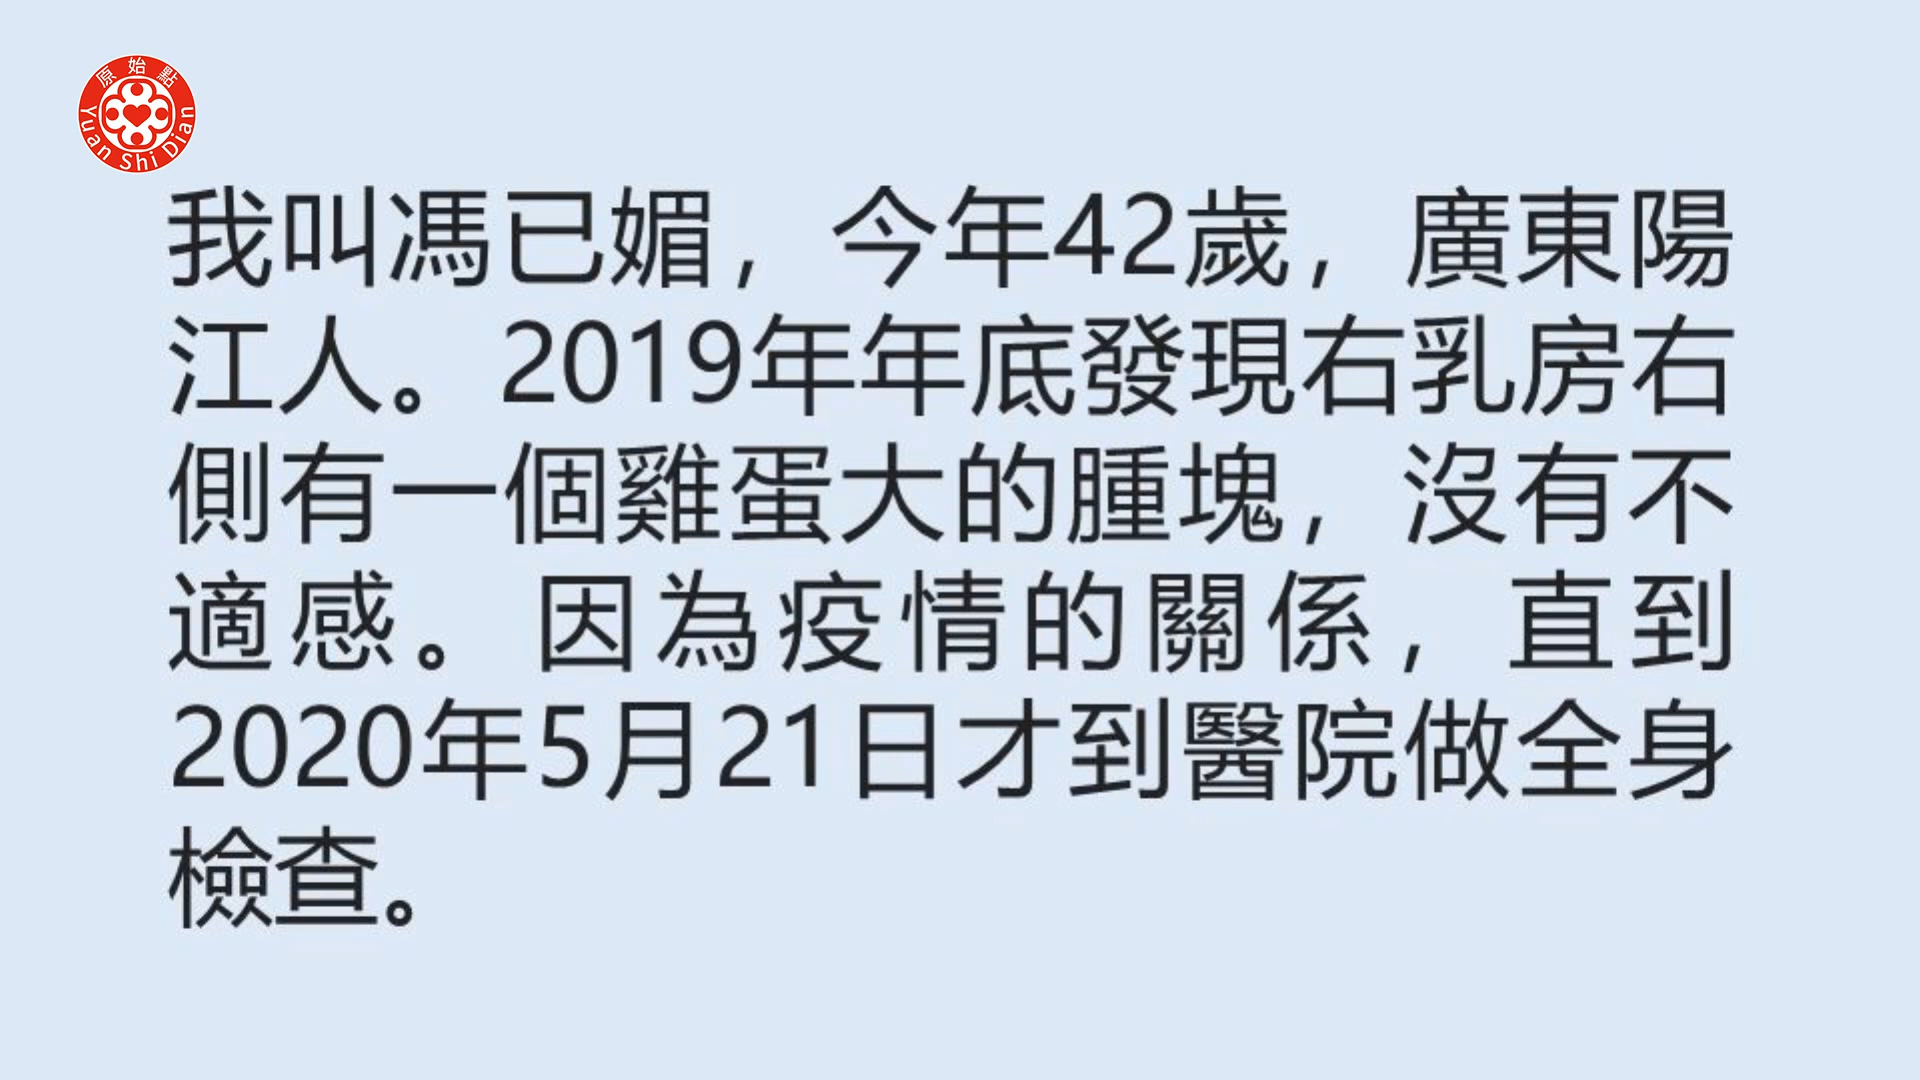 原始點
Yuan Shi Dian
我叫馮已媚，今年42歲，廣東陽
江人。2019年年底發現右乳房右
側有一個雞蛋大的腫塊，沒有不
適感。因為疫情的關係，直到
2020年5月21日才到醫院做全身
檢查。